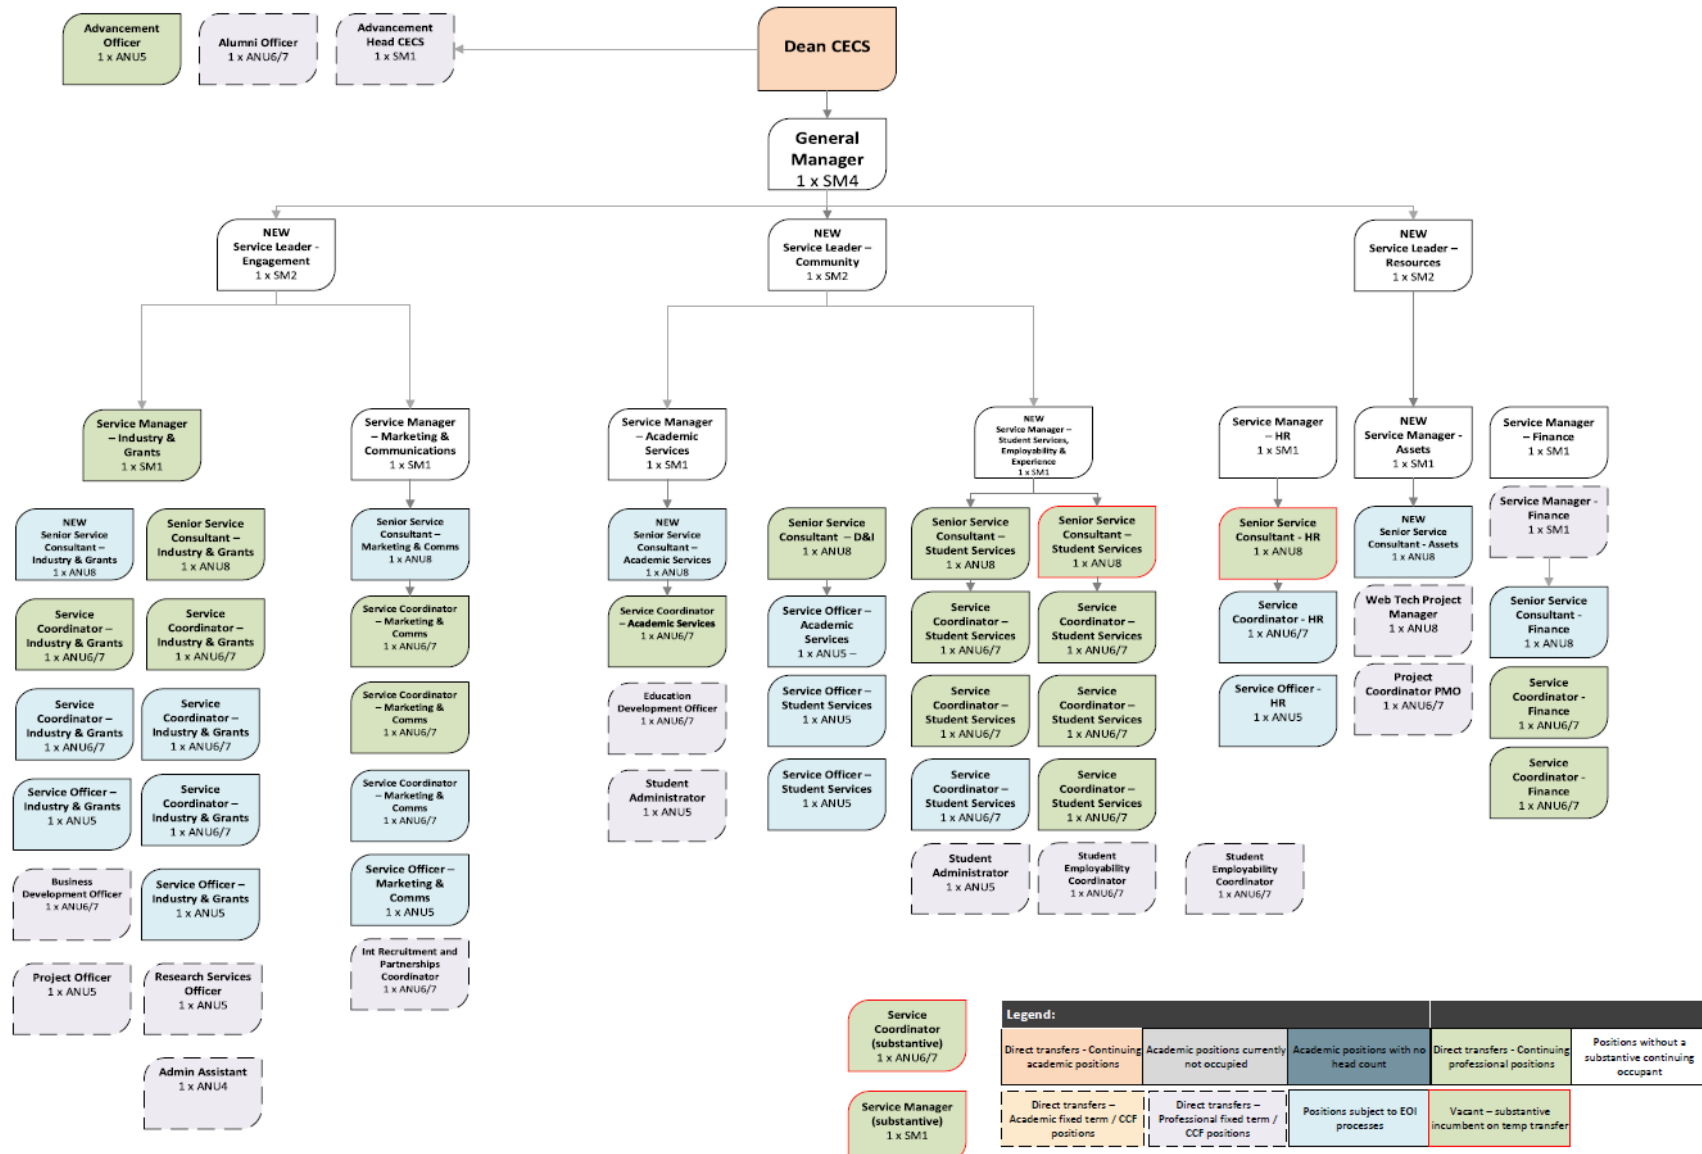 Advancement
Officer
1 x ANU5
Alumni Officer
1 x ANU6/7
Advancement
Head CECS
1 x SM1
Dean CECS
General
Manager
1 x SM4
NEW
Service Leader -
Engagement
1 x SM2
NEW
Service Leader –
Community
1 x SM2
NEW
Service Leader –
Resources
1 x SM2
Service Manager
– Industry &
Grants
1 x SM1
Service Manager
– Marketing &
Communications
1 x SM1
Service Manager
– Academic
Services
1 x SM1
NEW
Service Manager –
Student Services,
Employability &
Experience
1 x SM1
Service Manager
– HR
1 x SM1
NEW
Service Manager -
Assets
1 x SM1
Service Manager
– Finance
1 x SM1
Service Manager -
Finance
1 x SM1
NEW
Senior Service
Consultant –
Industry & Grants
1 x ANU8
Senior Service
Consultant –
Industry & Grants
1 x ANU8
Senior Service
Consultant –
Marketing & Comms
1 x ANU8
NEW
Senior Service
Consultant –
Academic Services
1 x ANU8
Senior Service
Consultant – D&I
1 x ANU8
Senior Service
Consultant –
Student Services
1 x ANU8
Senior Service
Consultant –
Student Services
1 x ANU8
Senior Service
Consultant - HR
1 x ANU8
NEW
Senior Service
Consultant - Assets
1 x ANU8
Service
Coordinator –
Industry & Grants
1 x ANU6/7
Service
Coordinator –
Industry & Grants
1 x ANU6/7
Service Coordinator
– Marketing &
Comms
1 x ANU6/7
Service Coordinator
– Academic Services
1 x ANU6/7
Service Officer –
Academic
Services
1 x ANU5 –
Service
Coordinator –
Student Services
1 x ANU6/7
Service
Coordinator –
Student Services
1 x ANU6/7
Service
Coordinator - HR
1 x ANU6/7
Web Tech Project
Manager
1 x ANU8
Senior Service
Consultant -
Finance
1 x ANU8
Service
Coordinator –
Industry & Grants
1 x ANU6/7
Service
Coordinator –
Industry & Grants
1 x ANU6/7
Service Coordinator
– Marketing &
Comms
1 x ANU6/7
Education
Development Officer
1 x ANU6/7
Service Officer –
Student Services
1 x ANU5
Service
Coordinator –
Student Services
1 x ANU6/7
Service
Coordinator –
Student Services
1 x ANU6/7
Service Officer -
HR
1 x ANU5
Project
Coordinator PMO
1 x ANU6/7
Service
Coordinator -
Finance
1 x ANU6/7
Service Officer –
Industry & Grants
1 x ANU5
Service
Coordinator –
Industry & Grants
1 x ANU6/7
Service Coordinator
– Marketing &
Comms
1 x ANU6/7
Student
Administrator
1 x ANU5
Service Officer –
Student Services
1 x ANU5
Service
Coordinator –
Student Services
1 x ANU6/7
Service
Coordinator –
Student Services
1 x ANU6/7
Service
Coordinator -
Finance
1 x ANU6/7
Business
Development Officer
1 x ANU6/7
Service Officer –
Industry & Grants
1 x ANU5
Service Officer –
Marketing &
Comms
1 x ANU5
Student
Administrator
1 x ANU5
Student
Employability
Coordinator
1 x ANU6/7
Student
Employability
Coordinator
1 x ANU6/7
Project Officer
1 x ANU5
Research Services
Officer
1 x ANU5
Int Recruitment and
Partnerships
Coordinator
1 x ANU6/7
Admin Assistant
1 x ANU4
Service
Coordinator
(substantive)
1 x ANU6/7
Service Manager
(substantive)
1 x SM1
Legend:
Direct transfers - Continuing
academic positions
Academic positions currently
not occupied
Academic positions with no
head count
Direct transfers - Continuing
professional positions
Positions without a
substantive continuing
occupant
Direct transfers –
Academic fixed term / CCF
positions
Direct transfers –
Professional fixed term /
CCF positions
Positions subject to EOI
processes
Vacant – substantive
incumbent on temp transfer